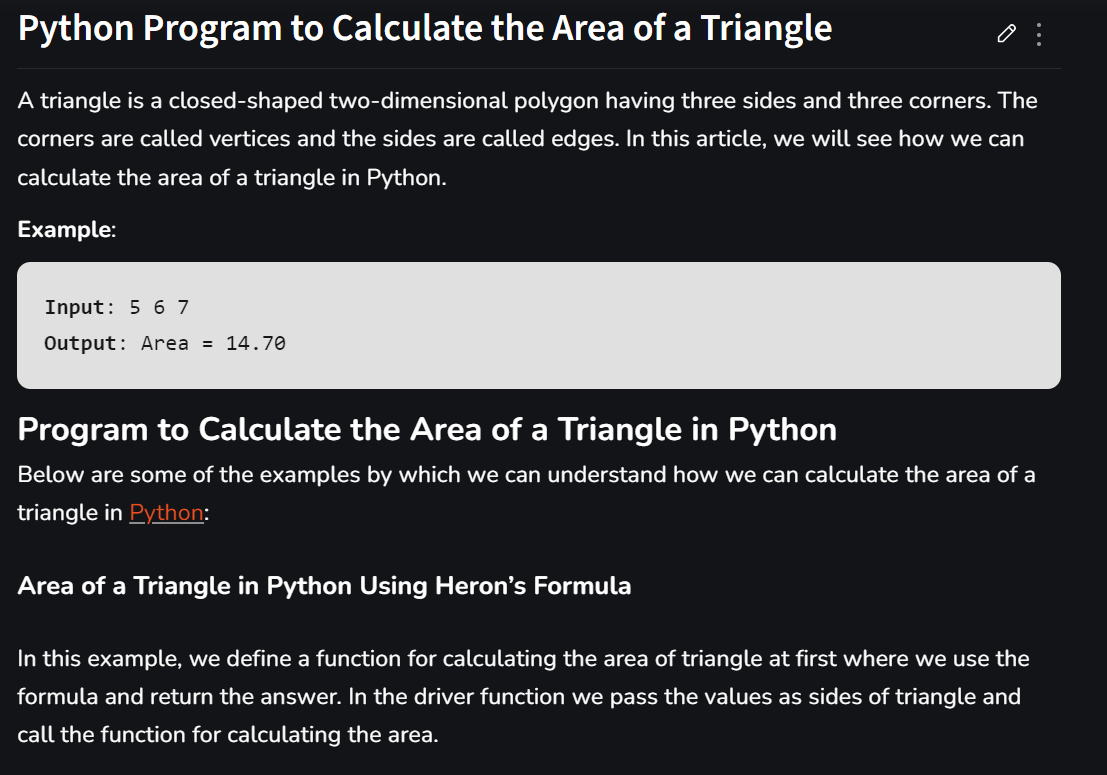 Python Program to Calculate the Area of a Triangle
A triangle is a closed-shaped two-dimensional polygon having three sides and three corners. The
corners are called vertices and the sides are called edges. In this article, we will see how we can
calculate the area of a triangle in Python.
Example:
Input: 5 6 7
Output: Area = 14.70
Program to Calculate the Area of a Triangle in Python
Below are some of the examples by which we can understand how we can calculate the area of a
triangle in Python:
Area of a Triangle in Python Using Heron’s Formula
In this example, we define a function for calculating the area of triangle at first where we use the
formula and return the answer. In the driver function we pass the values as sides of triangle and
call the function for calculating the area.